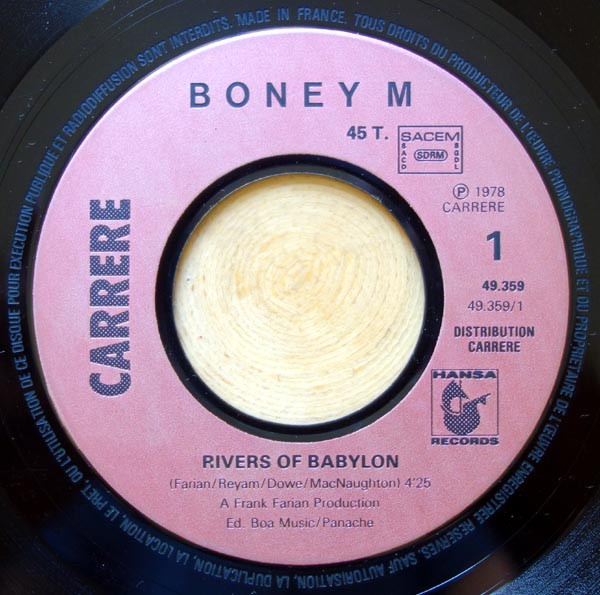 BONEY M
45 T.
SACEM
SACD
SDRM
SGDL
Ⓟ 1978
CARRERE
1
49.359
49.359/1
DISTRIBUTION
CARRERE
HANSA
RECORDS
CARRERE
RIVERS OF BABYLON
(Farian/Reyam/Dowe/MacNaughton) 4'25
A Frank Farian Production
Ed. Boa Music/Panache
MADE IN FRANCE. TOUS DROITS DU PRODUCTEUR DE L'ŒUVRE PHONOGRAPHIQUE ET DU PROPRIETAIRE DE L'ŒUVRE ENREGISTREE RESERVES. SAUF AUTORISATION, LA DUPLICATION, LA LOCATION, LE PRET, OU L'UTILISATION DE CE DISQUE POUR EXECUTION PUBLIQUE ET RADIODIFFUSION SONT INTERDITS.